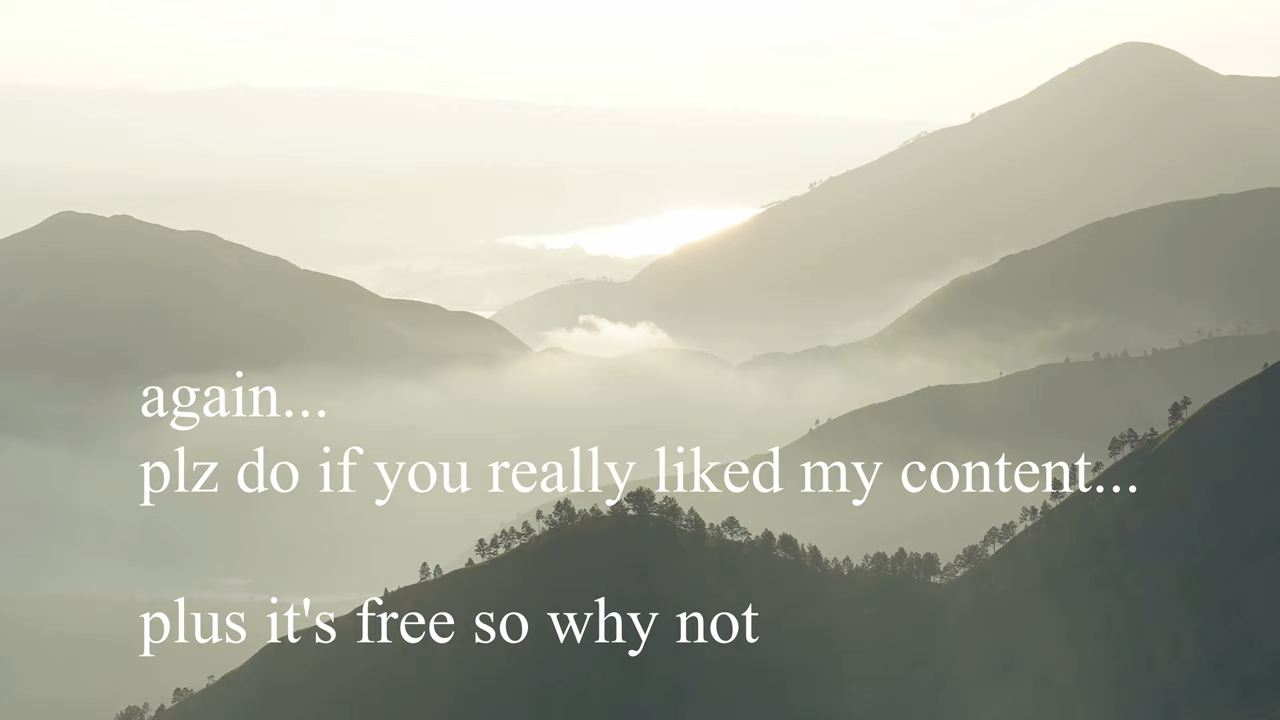 again...
plz do if you really liked my content...
plus it's free so why not